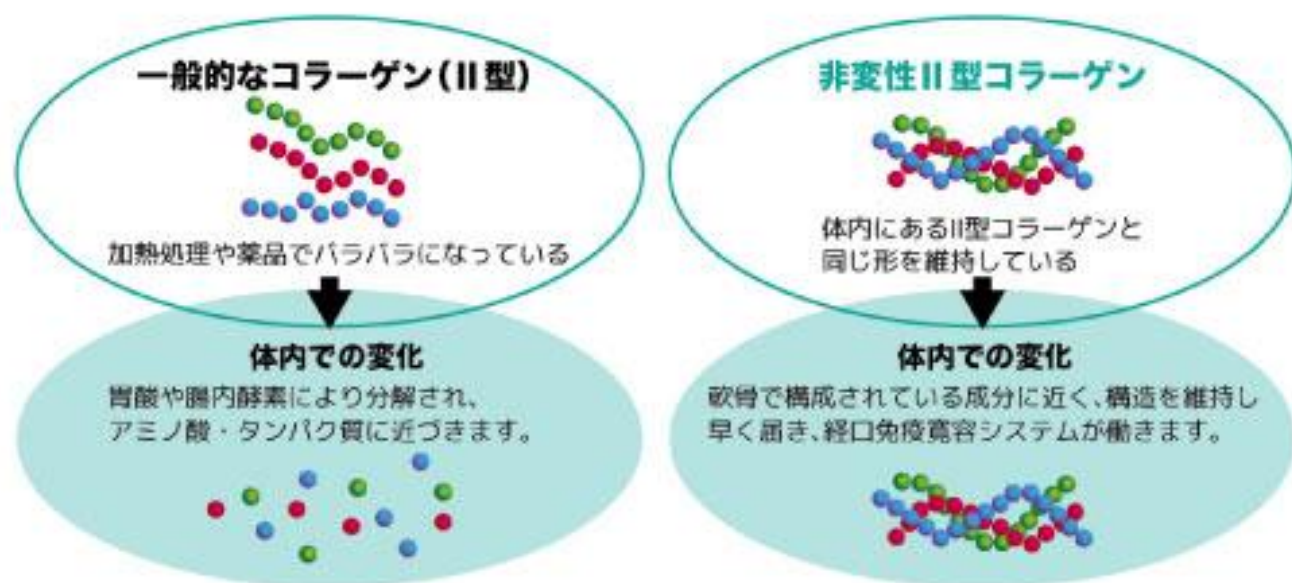 一般的なコラーゲン(II型)
加熱処理や薬品でバラバラになっている
体内での変化
胃酸や腸内酵素により分解され、
アミノ酸・タンパク質に近づきます。
非変性II型コラーゲン
体内にあるII型コラーゲンと
同じ形を維持している
体内での変化
軟骨で構成されている成分に近く、構造を維持し
早く届き、経口免疫寛容システムが働きます。